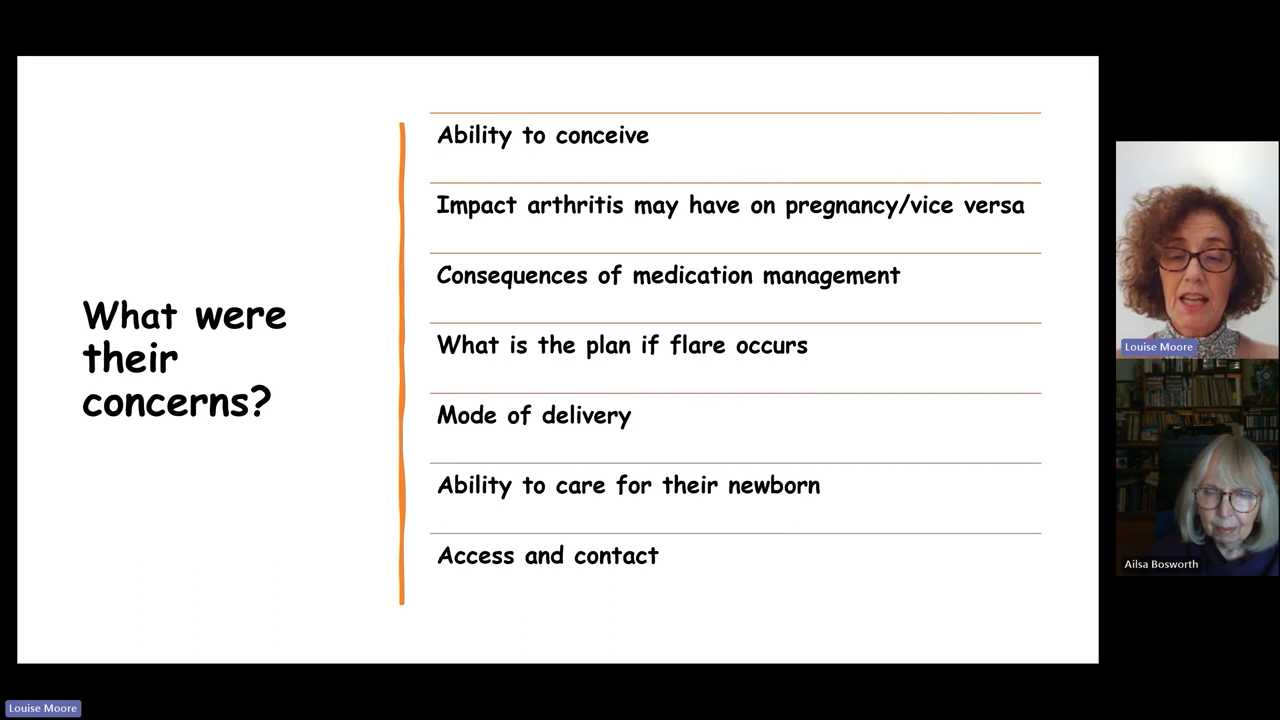 What were
their
concerns?
Ability to conceive
Impact arthritis may have on pregnancy/vice versa
Consequences of medication management
What is the plan if flare occurs
Mode of delivery
Ability to care for their newborn
Access and contact
Louise Moore
Ailsa Bosworth
Louise Moore